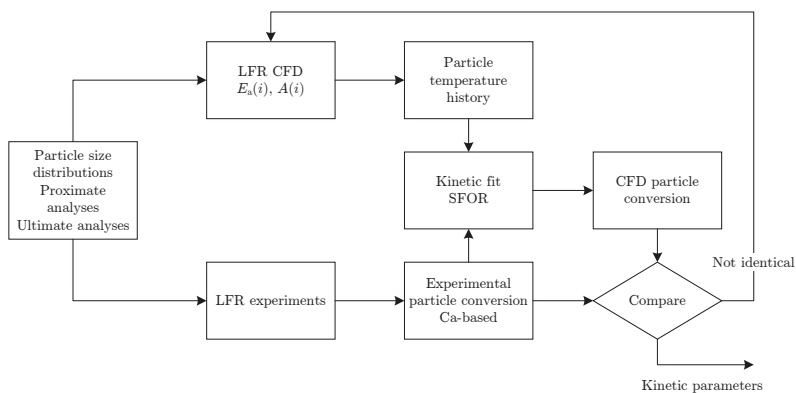 LFR CFD
Eₐ(i), A(i)
Particle
temperature
history
Particle size
distributions
Proximate
analyses
Ultimate analyses
Kinetic fit
SFOR
CFD particle
conversion
Not identical
LFR experiments
Experimental
particle conversion
Ca-based
Compare
Kinetic parameters